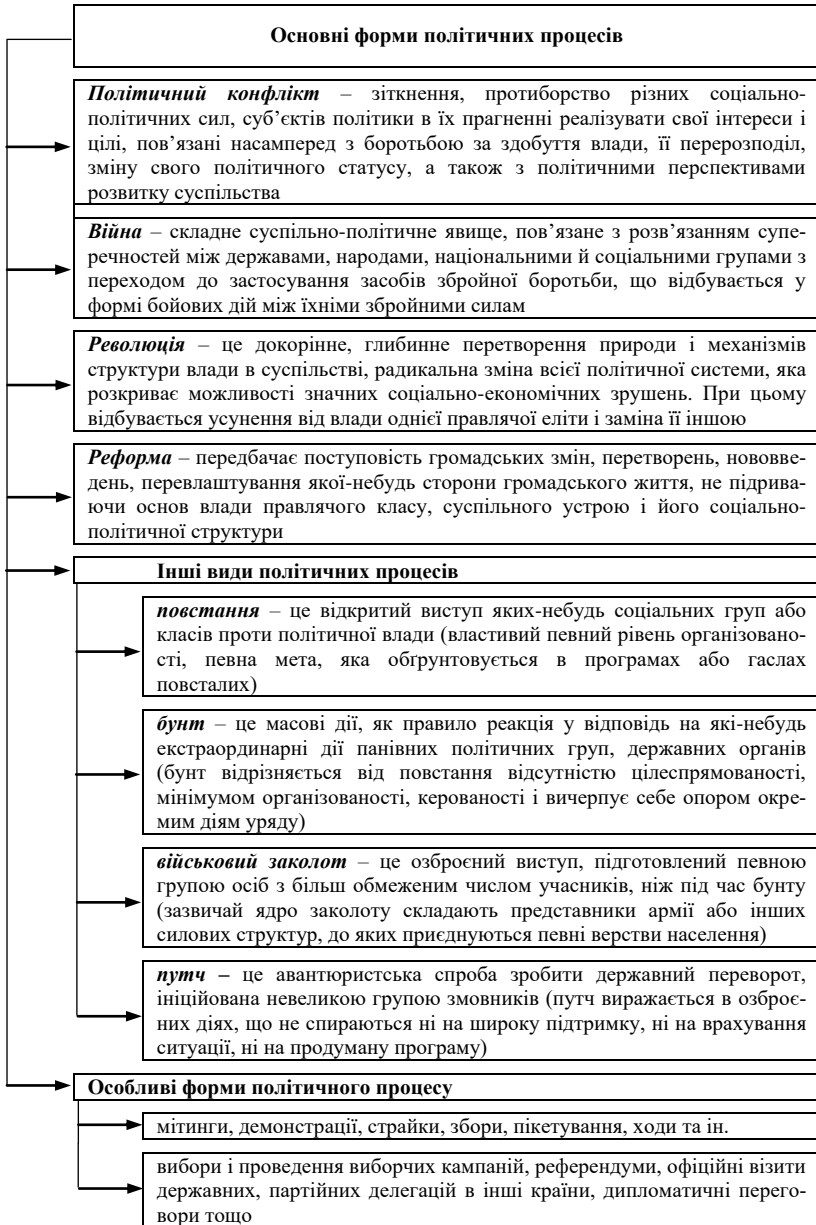 Основні форми політичних процесів
Політичний конфлікт – зіткнення, протиборство різних соціально-
політичних сил, суб’єктів політики в їх прагненні реалізувати свої інтереси і
цілі, пов’язані насамперед з боротьбою за здобуття влади, її перерозподіл,
зміну свого політичного статусу, а також з політичними перспективами
розвитку суспільства
Війна – складне суспільно-політичне явище, пов’язане з розв’язанням супе-
речностей між державами, народами, національними й соціальними групами з
переходом до застосування засобів збройної боротьби, що відбувається у
формі бойових дій між їхніми збройними силам
Революція – це докорінне, глибинне перетворення природи і механізмів
структури влади в суспільстві, радикальна зміна всієї політичної системи, яка
розкриває можливості значних соціально-економічних зрушень. При цьому
відбувається усунення від влади однієї правлячої еліти і заміна її іншою
Реформа – передбачає поступовість громадських змін, перетворень, нововве-
день, перевлаштування якої-небудь сторони громадського життя, не підрива-
ючи основ влади правлячого класу, суспільного устрою і його соціально-
політичної структури
Інші види політичних процесів
повстання – це відкритий виступ яких-небудь соціальних груп або
класів проти політичної влади (властивий певний рівень організовано-
сті, певна мета, яка обґрунтовується в програмах або гаслах
повсталих)
бунт – це масові дії, як правило реакція у відповідь на які-небудь
екстраординарні дії панівних політичних груп, державних органів
(бунт відрізняється від повстання відсутністю цілеспрямованості,
мінімумом організованості, керованості і вичерпує себе опором окре-
мим діям уряду)
військовий заколот – це озброєний виступ, підготовлений певною
групою осіб з більш обмеженим числом учасників, ніж під час бунту
(зазвичай ядро заколоту складають представники армії або інших
силових структур, до яких приєднуються певні верстви населення)
путч – це авантюристська спроба зробити державний переворот,
ініційована невеликою групою змовників (путч виражається в озброє-
них діях, що не спираються ні на широку підтримку, ні на врахування
ситуації, ні на продуману програму)
Особливі форми політичного процесу
мітинги, демонстрації, страйки, збори, пікетування, ходи та ін.
вибори і проведення виборчих кампаній, референдуми, офіційні візити
державних, партійних делегацій в інші країни, дипломатичні перего-
вори тощо